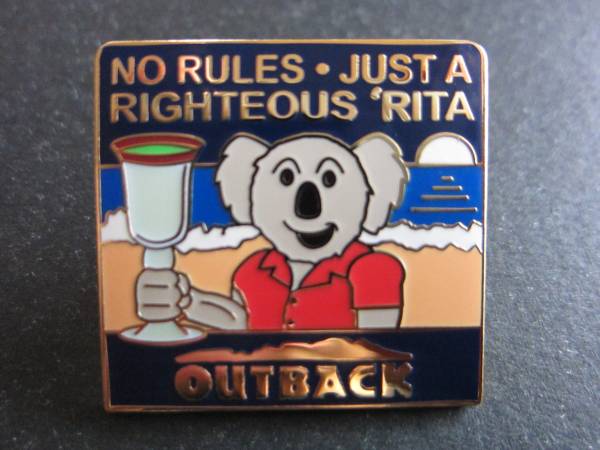 NO RULES • JUST A
RIGHTEOUS 'RITA
OUTBACK